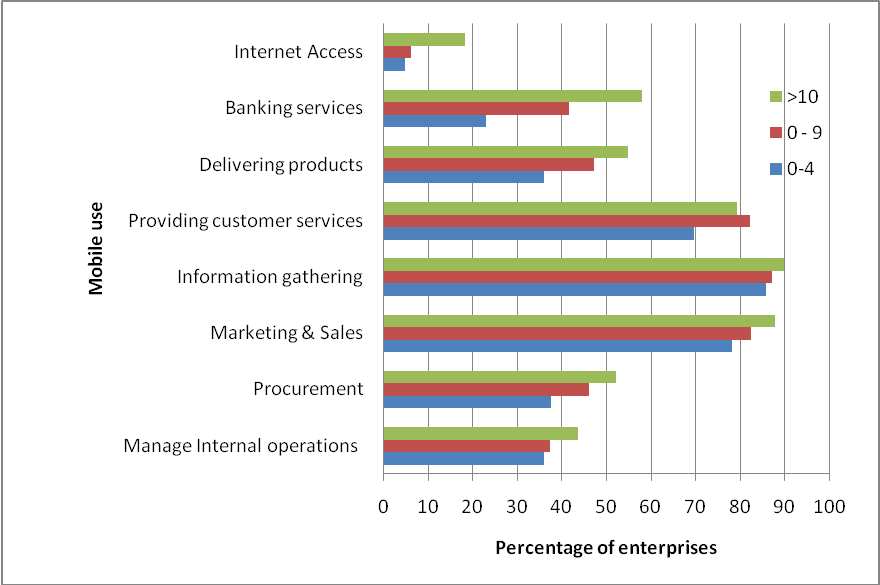 Internet Access
Banking services
Delivering products
Providing customer services
Information gathering
Marketing & Sales
Procurement
Manage Internal operations
Mobile use
>10
0 - 9
0-4
0 10 20 30 40 50 60 70 80 90 100
Percentage of enterprises